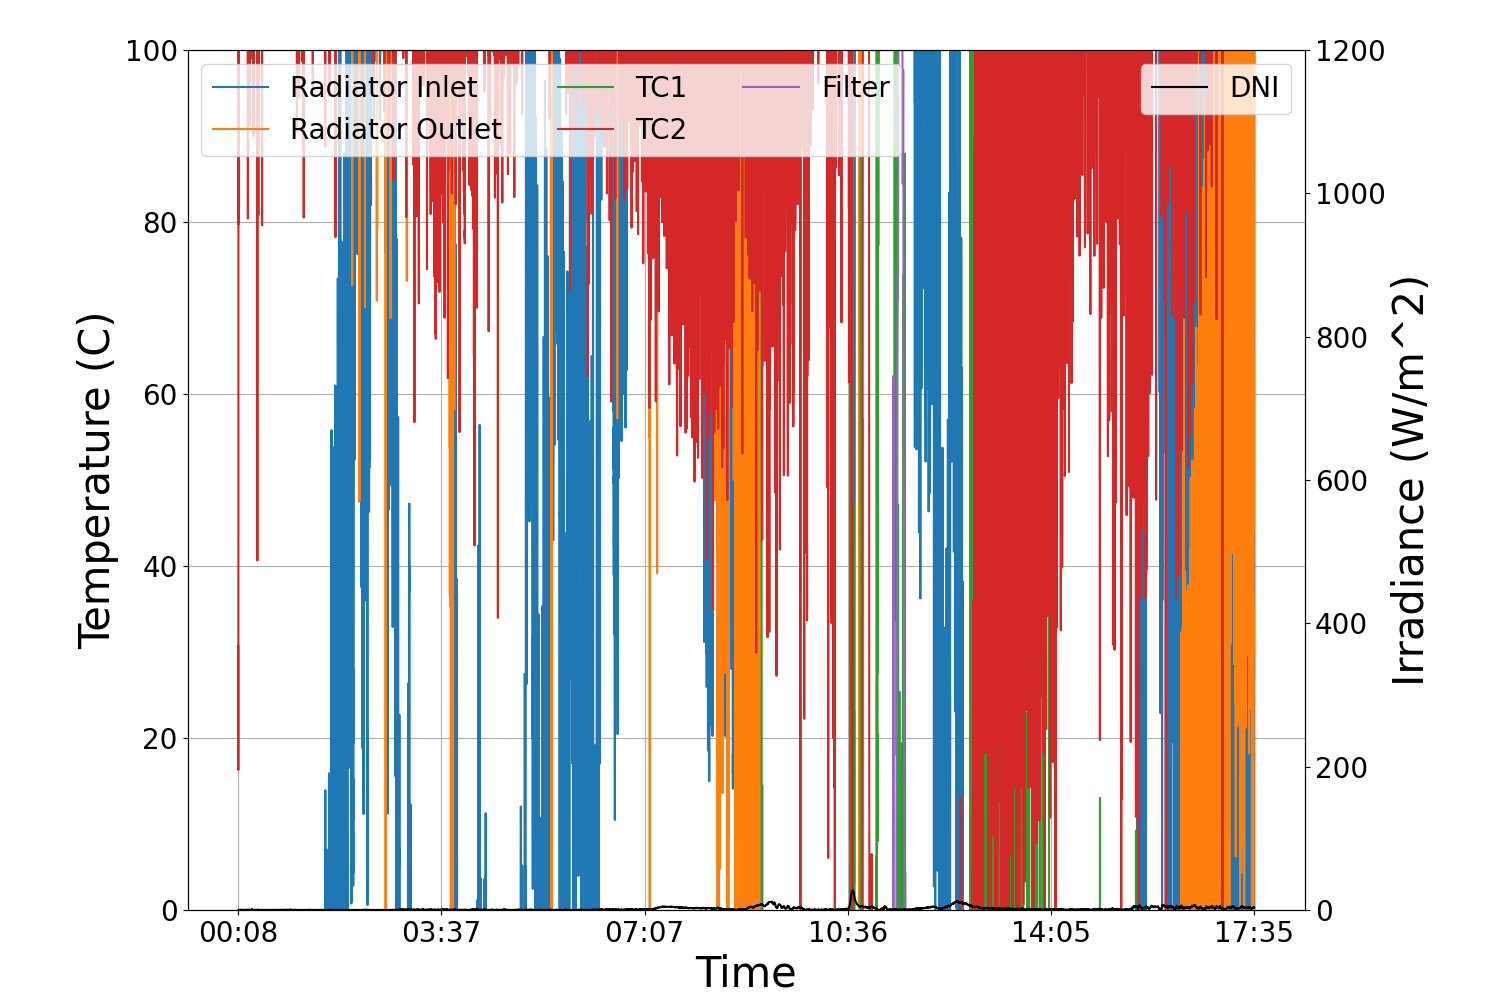 100
80
60
40
20
0
Temperature (C)
Radiator Inlet
Radiator Outlet
TC1
TC2
Filter
DNI
1200
1000
800
600
400
200
0
Irradiance (W/m^2)
00:08
03:37
07:07
10:36
14:05
17:35
Time